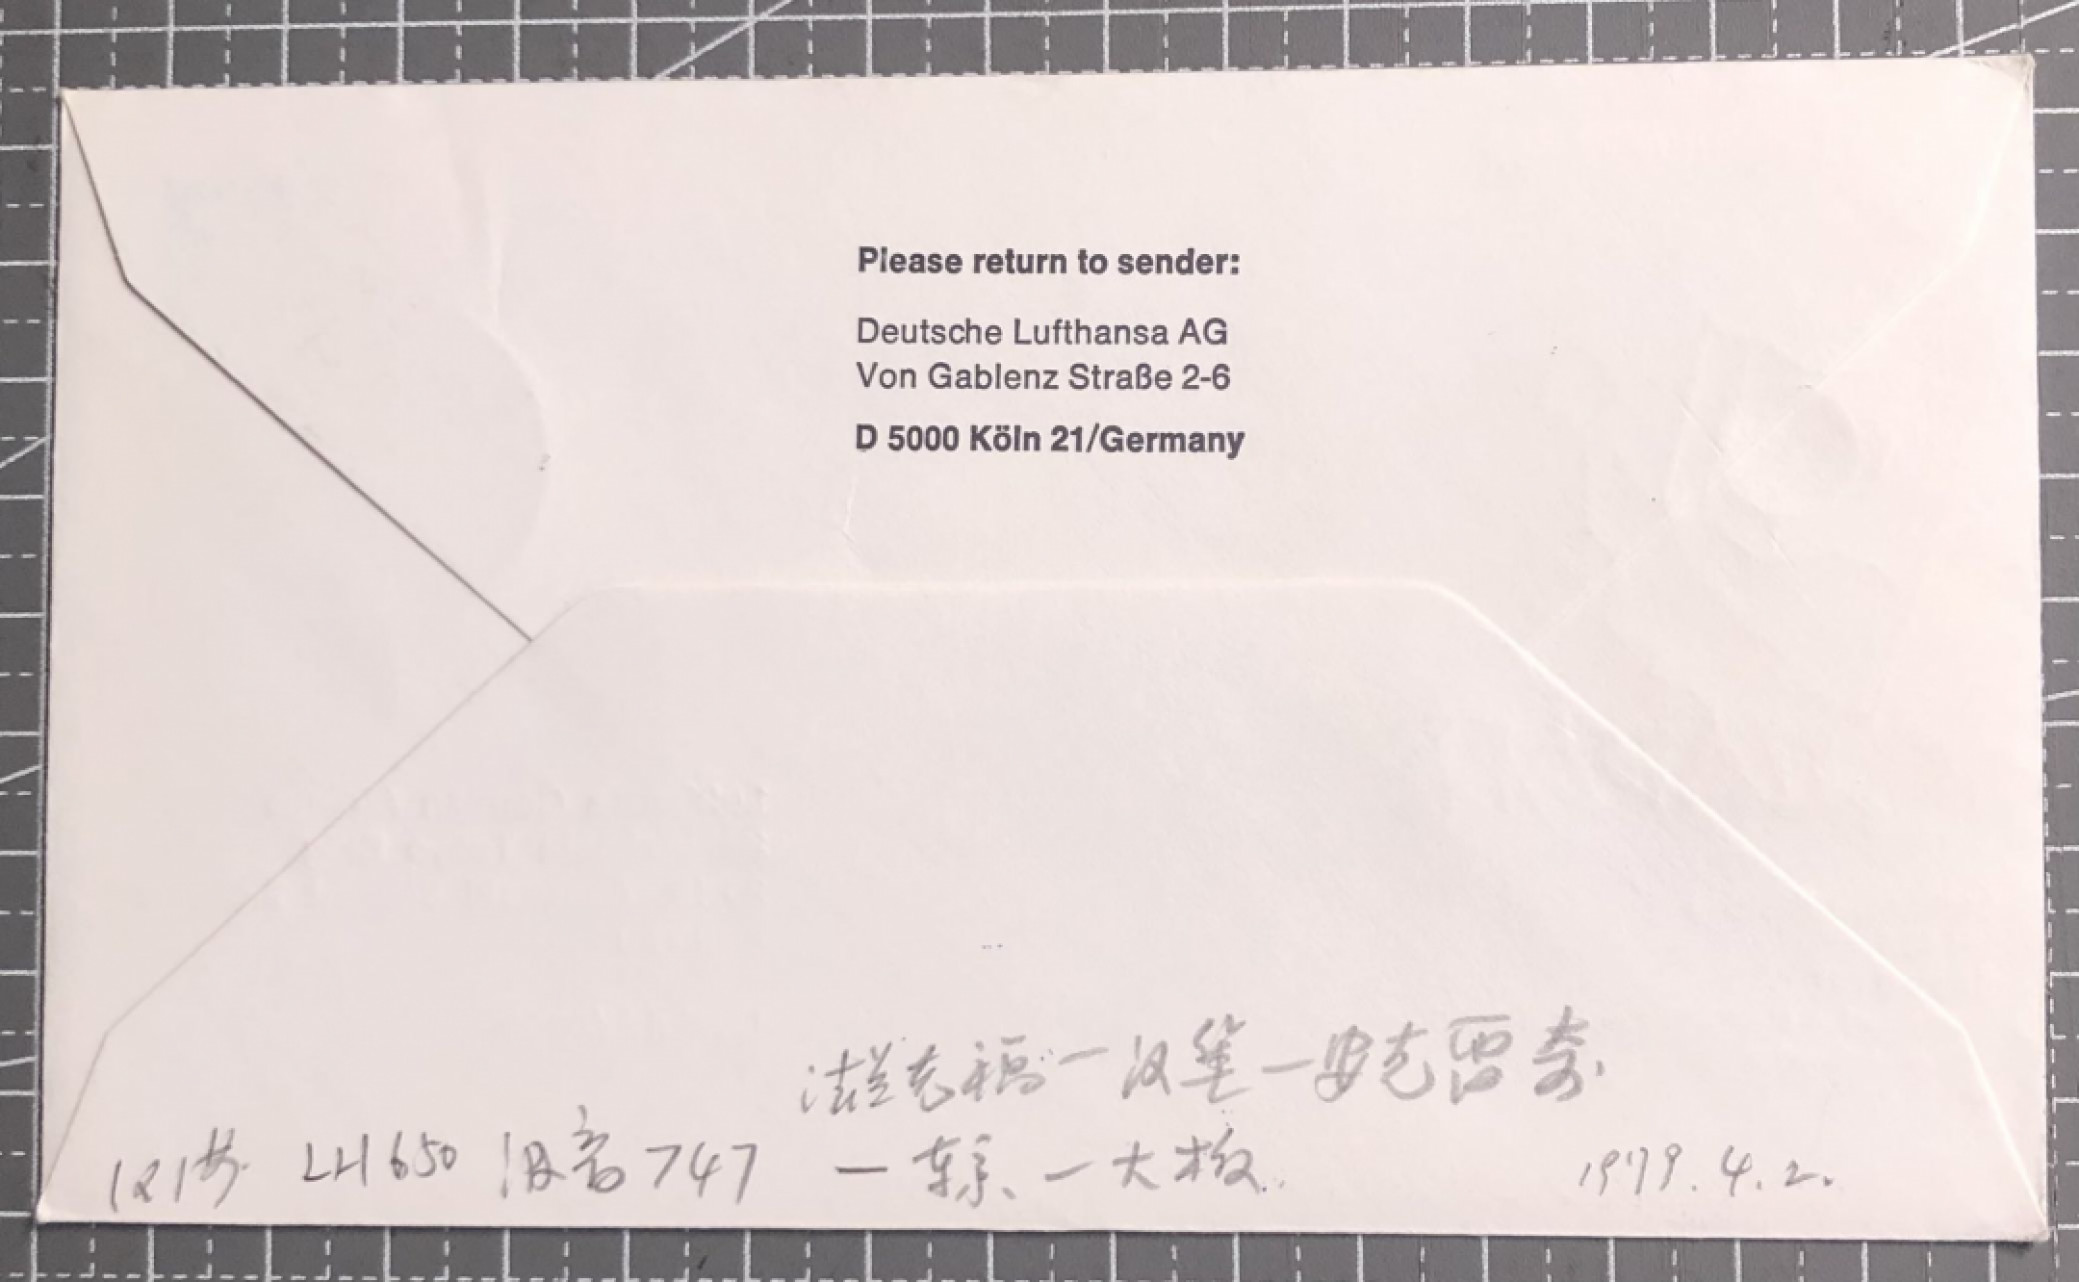 Please return to sender:
Deutsche Lufthansa AG
Von Gablenz Straße 2-6
D 5000 Köln 21/Germany
法兰克福—汉堡—安克雷奇.
LH650 波音747 —东京、—大板. 1979.4.2.